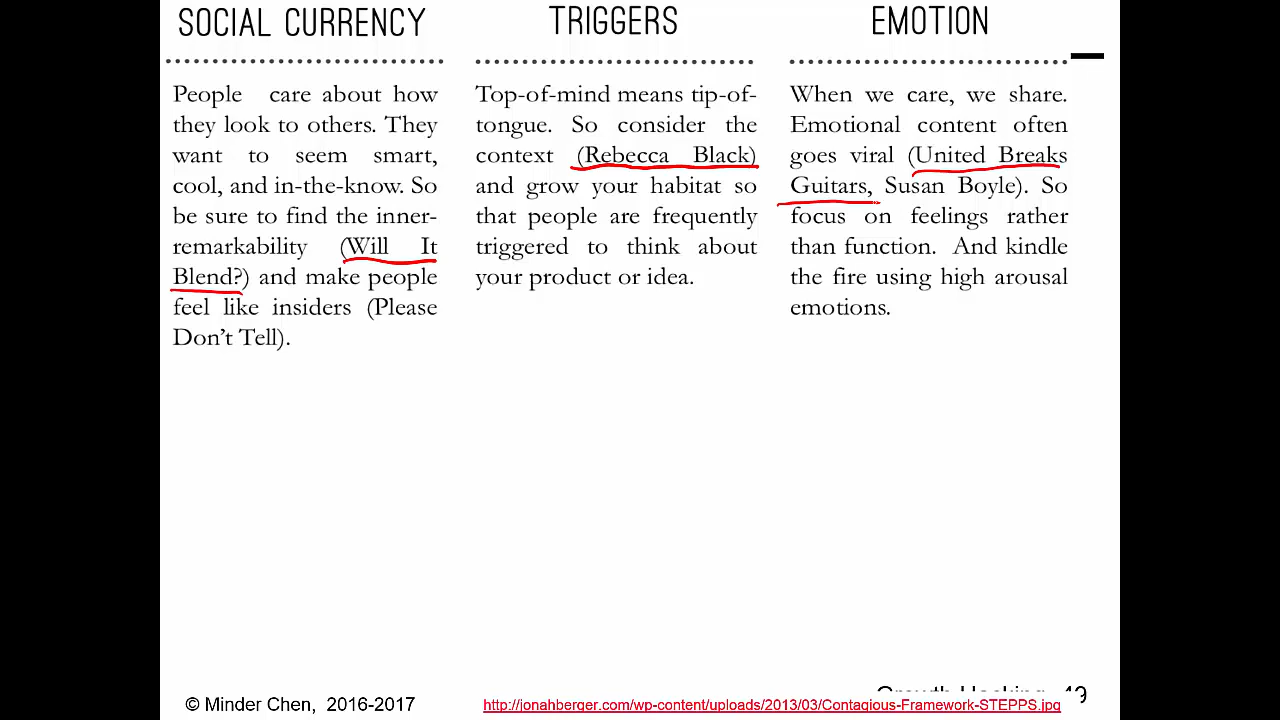 SOCIAL CURRENCY
People care about how
they look to others. They
want to seem smart,
cool, and in-the-know. So
be sure to find the inner-
remarkability (Will It
Blend?) and make people
feel like insiders (Please
Don't Tell).
TRIGGERS
Top-of-mind means tip-of-
tongue. So consider the
context (Rebecca Black)
and grow your habitat so
that people are frequently
triggered to think about
your product or idea.
EMOTION
When we care, we share.
Emotional content often
goes viral (United Breaks
Guitars, Susan Boyle). So
focus on feelings rather
than function. And kindle
the fire using high arousal
emotions.
© Minder Chen, 2016-2017
http://jonahberger.com/wp-content/uploads/2013/03/Contagious-Framework-STEPPS.jpg